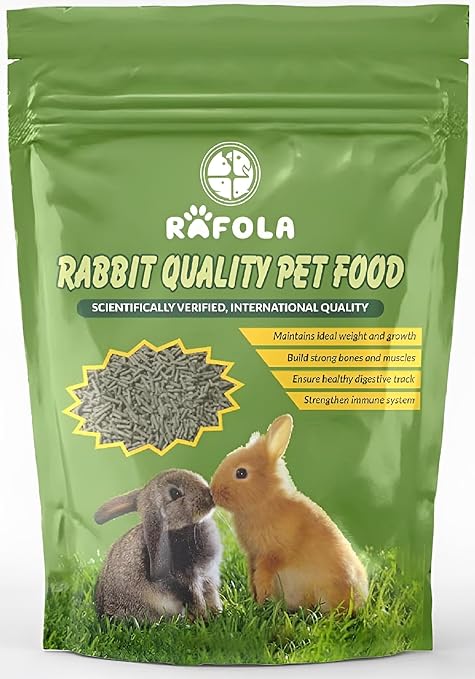 RAFOLA
RABBIT QUALITY PET FOOD
SCIENTIFICALLY VERIFIED, INTERNATIONAL QUALITY
Maintains Ideal weight and growth
Build strong bones and muscles
Ensure healthy digestive track
Strengthen immune system